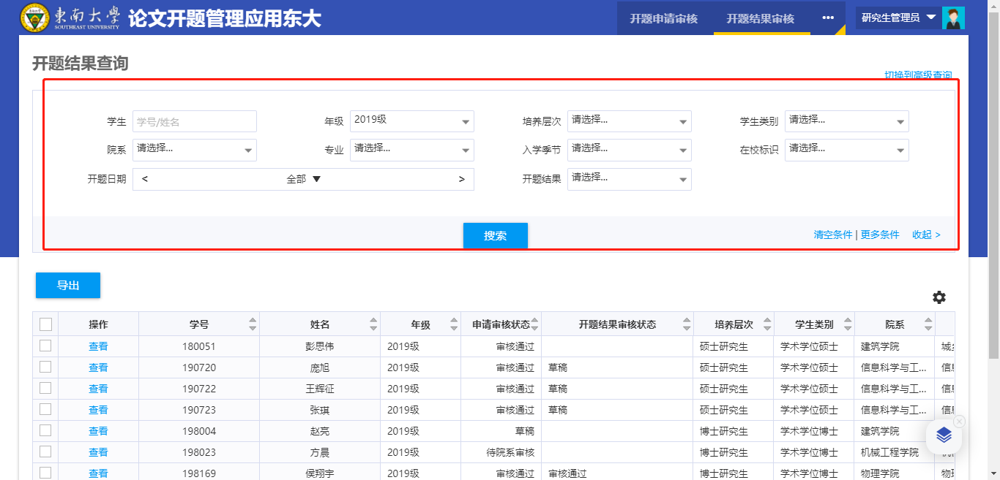 東南大學 论文开题管理应用东大 开题申请审核 开题结果审核 ••• 研究生管理员
SOUTHEAST UNIVERSITY
开题结果查询
切换到高级查询
学生 学号/姓名 年级 2019级 培养层次 请选择... 学生类别 请选择...
院系 请选择... 专业 请选择... 入学季节 请选择... 在校标识 请选择...
开题日期 < 全部 ▼ > 开题结果 请选择...
搜索 清空条件 | 更多条件 收起 >
导出
操作 学号 姓名 年级 申请审核状态 开题结果审核状态 培养层次 学生类别 院系
查看 180051 彭思伟 2019级 审核通过 硕士研究生 学术学位硕士 建筑学院
查看 190720 庞旭 2019级 审核通过 草稿 硕士研究生 学术学位硕士 信息科学与工... 信息
查看 190722 王辉征 2019级 审核通过 草稿 硕士研究生 学术学位硕士 信息科学与工... 信息
查看 190723 张琪 2019级 审核通过 草稿 硕士研究生 学术学位硕士 信息科学与工... 信息
查看 198004 赵亮 2019级 草稿 博士研究生 学术学位博士 建筑学院
查看 198023 方晨 2019级 待院系审核 博士研究生 学术学位博士 机械工程学院
查看 198169 侯翔宇 2019级 审核通过 审核通过 博士研究生 学术学位博士 物理学院 物理